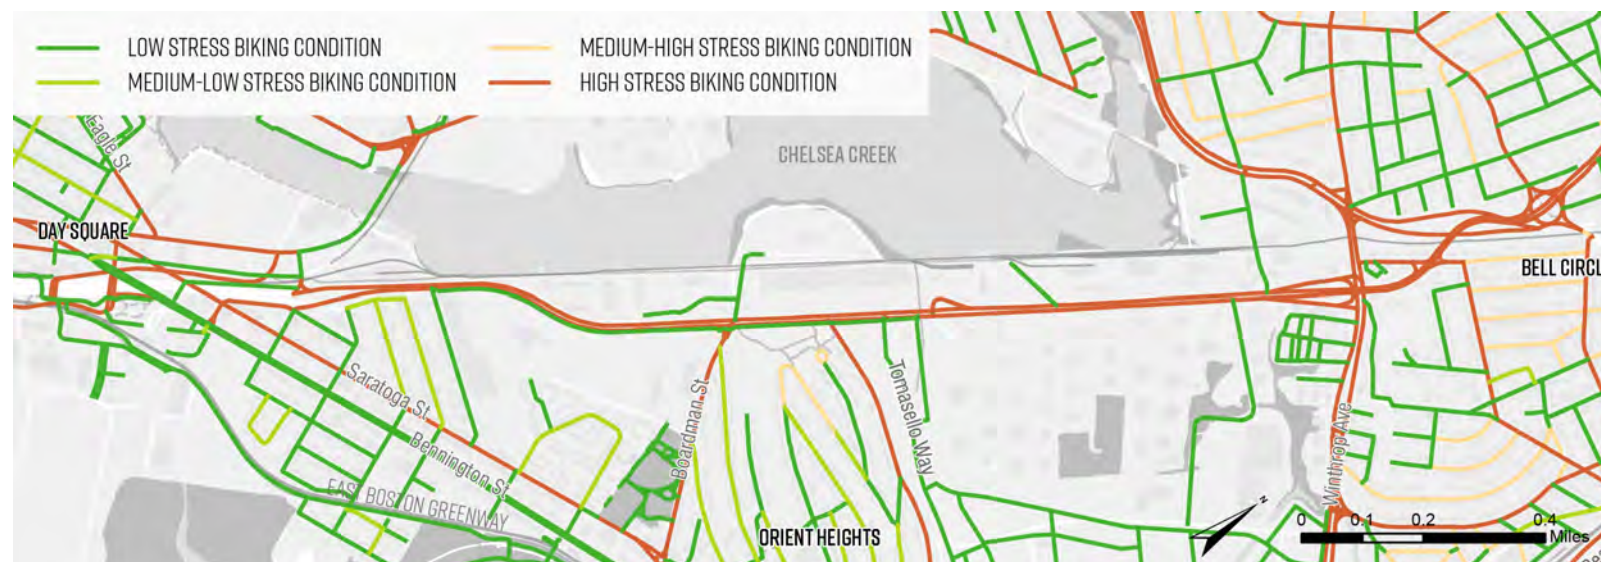 LOW STRESS BIKING CONDITION
MEDIUM-HIGH STRESS BIKING CONDITION
MEDIUM-LOW STRESS BIKING CONDITION
HIGH STRESS BIKING CONDITION
Eagle St
CHELSEA CREEK
DAY SQUARE
BELL CIRCL
Saratoga St
Boardman St
Tomasello Way
Bennington St
Winthrop Ave
EAST BOSTON GREENWAY
ORIENT HEIGHTS
N
0 0.1 0.2 0.4
Miles